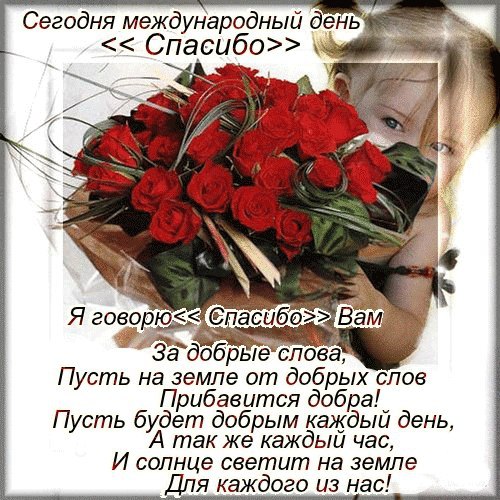 Сегодня международный день
<< Спасибо>>
Я говорю<< Спасибо>> Вам
За добрые слова,
Пусть на земле от добрых слов
Прибавится добра!
Пусть будет добрым каждый день,
А так же каждый час,
И солнце светит на земле
Для каждого из нас!